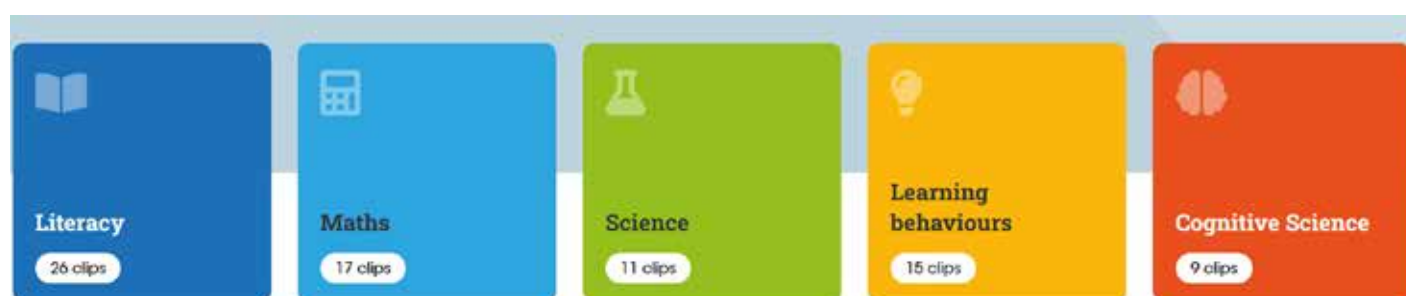 Literacy
26 clips
Maths
17 clips
Science
11 clips
Learning
behaviours
15 clips
Cognitive Science
9 clips